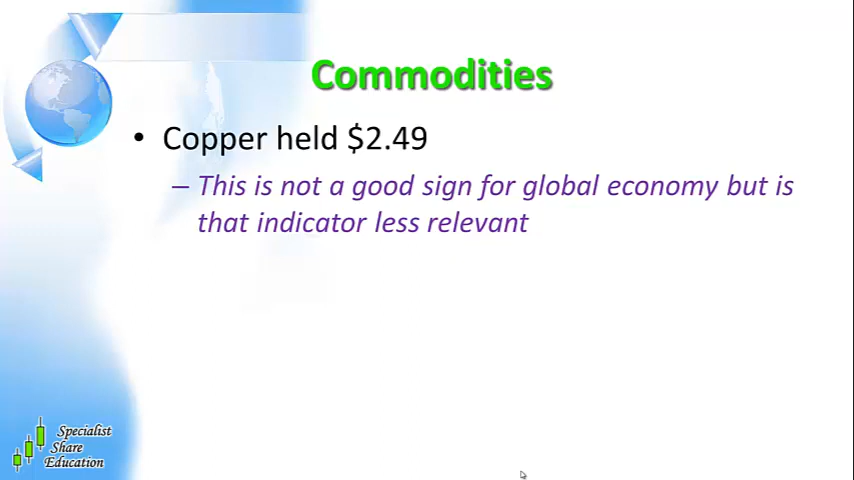 Commodities
• Copper held $2.49
– This is not a good sign for global economy but is
that indicator less relevant
Specialist
Share
Education